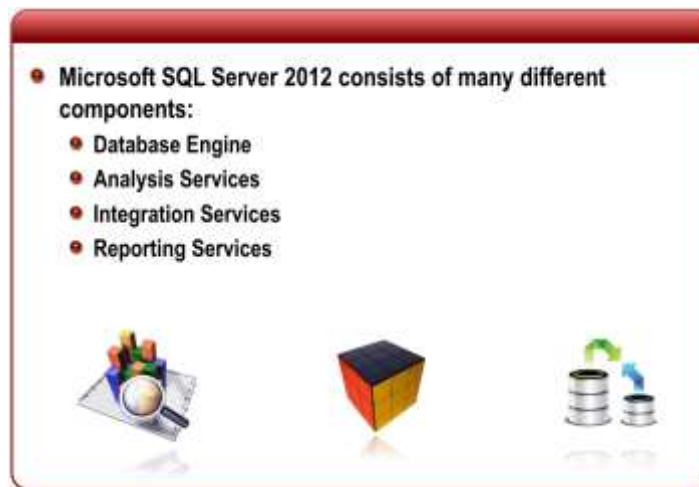 Microsoft SQL Server 2012 consists of many different
components:
Database Engine
Analysis Services
Integration Services
Reporting Services